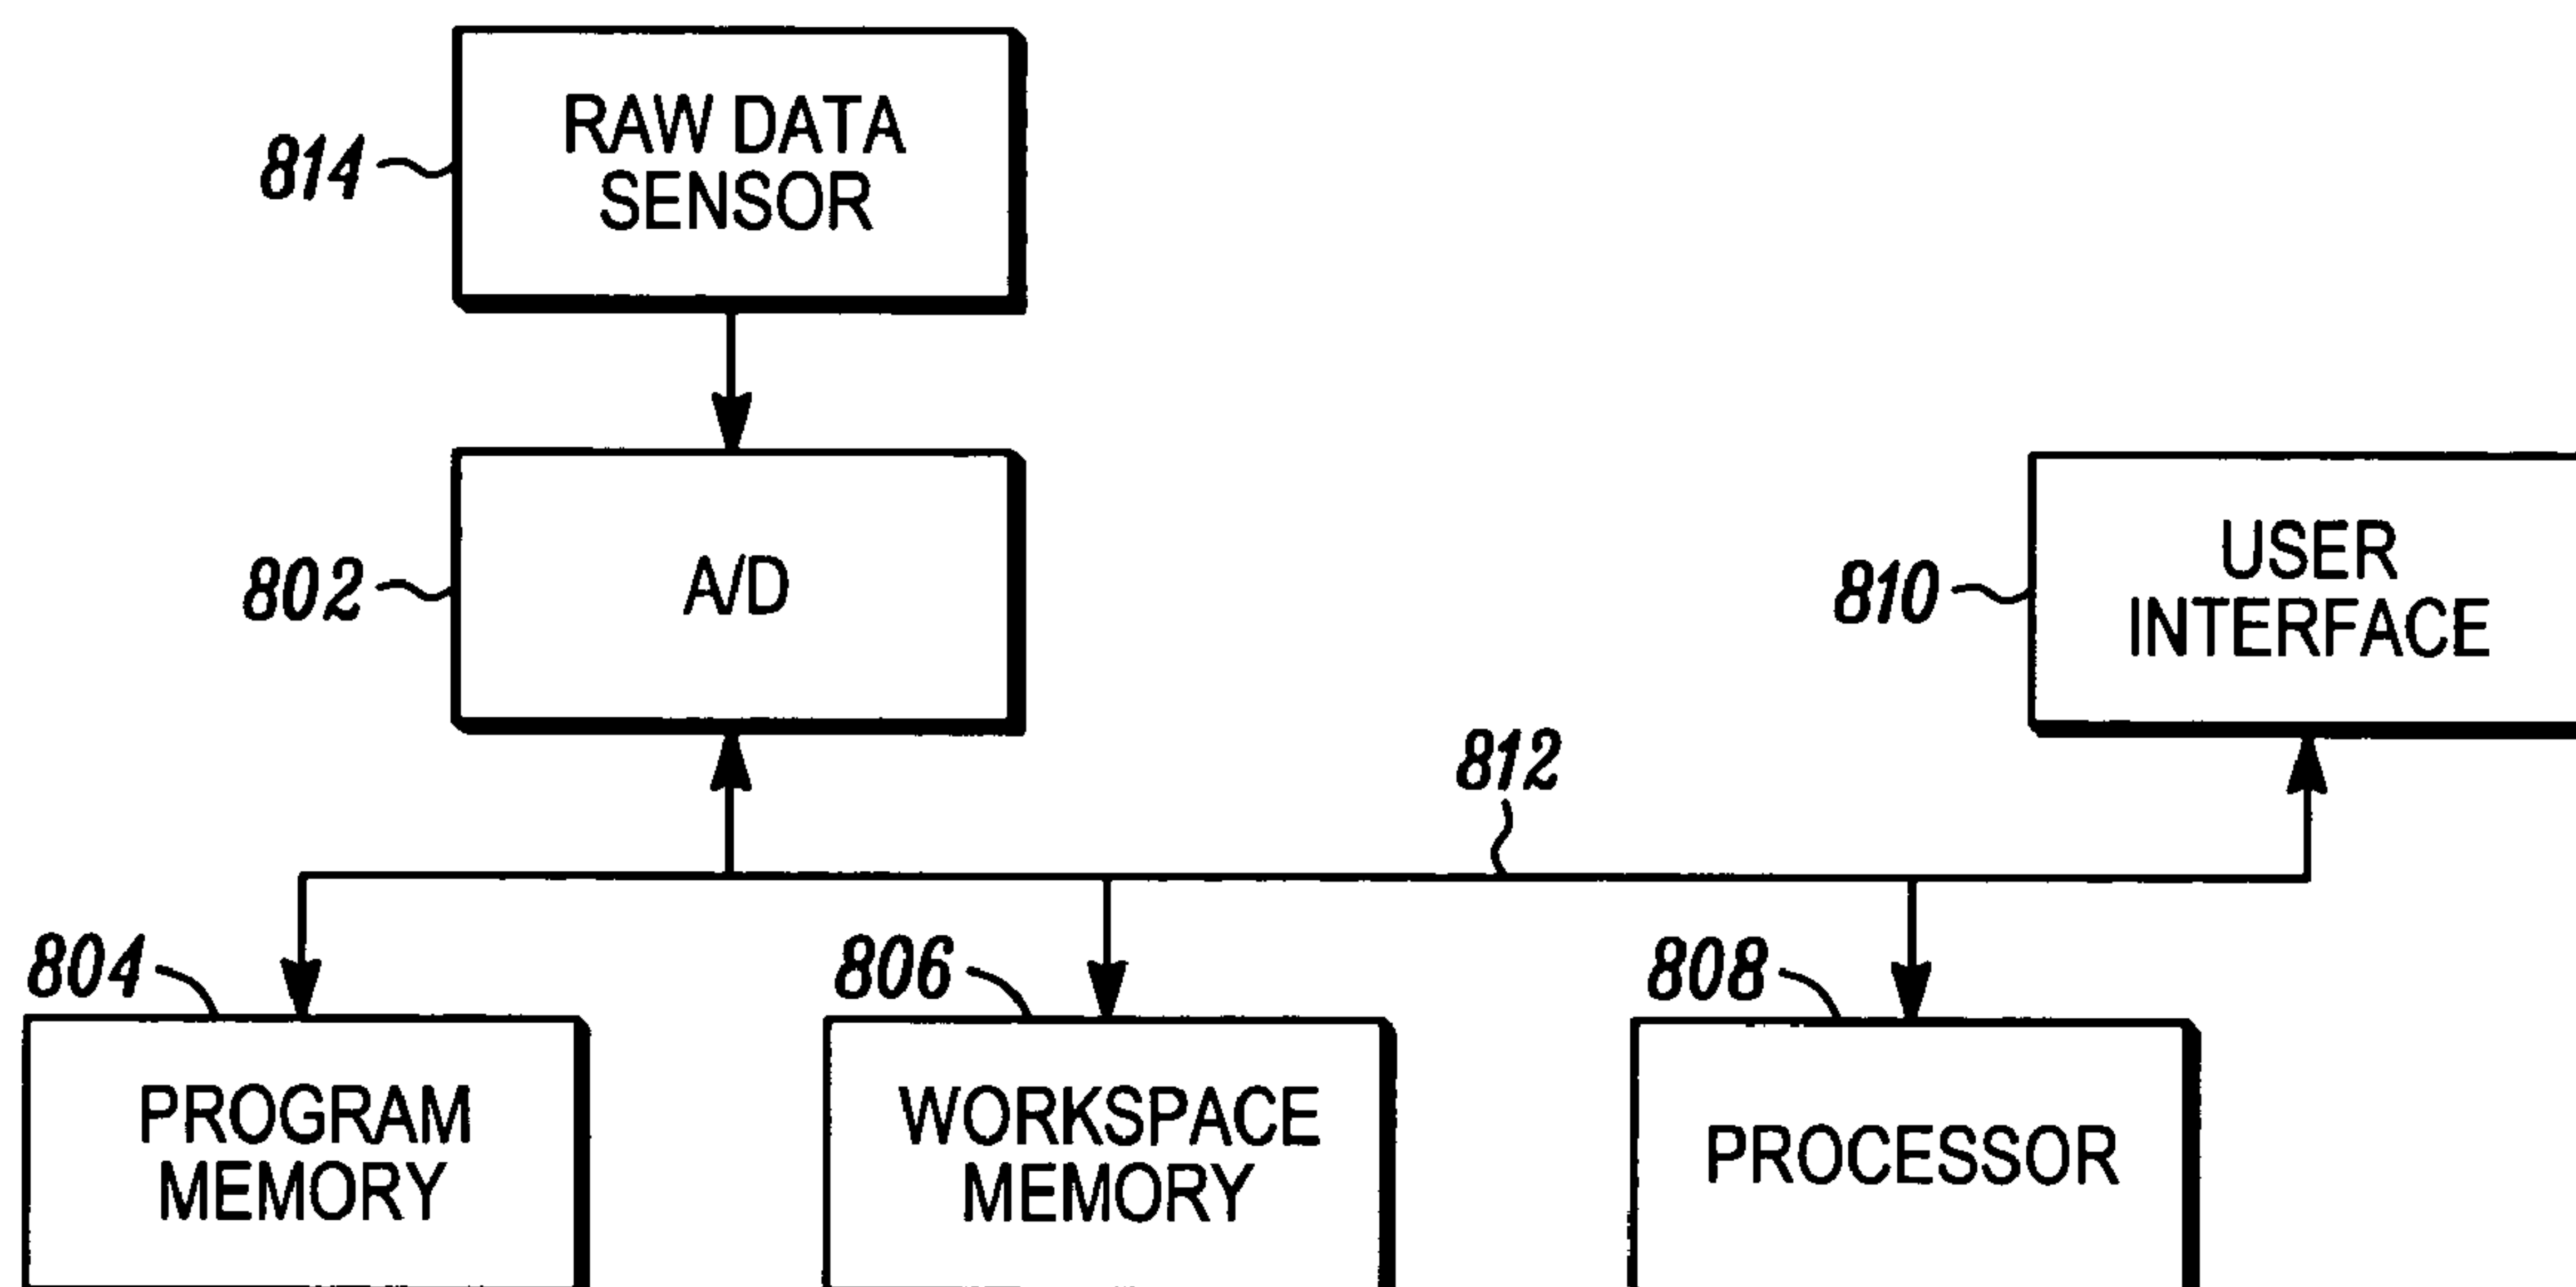 814
RAW DATA
SENSOR
802
A/D
810
USER
INTERFACE
812
804
PROGRAM
MEMORY
806
WORKSPACE
MEMORY
808
PROCESSOR